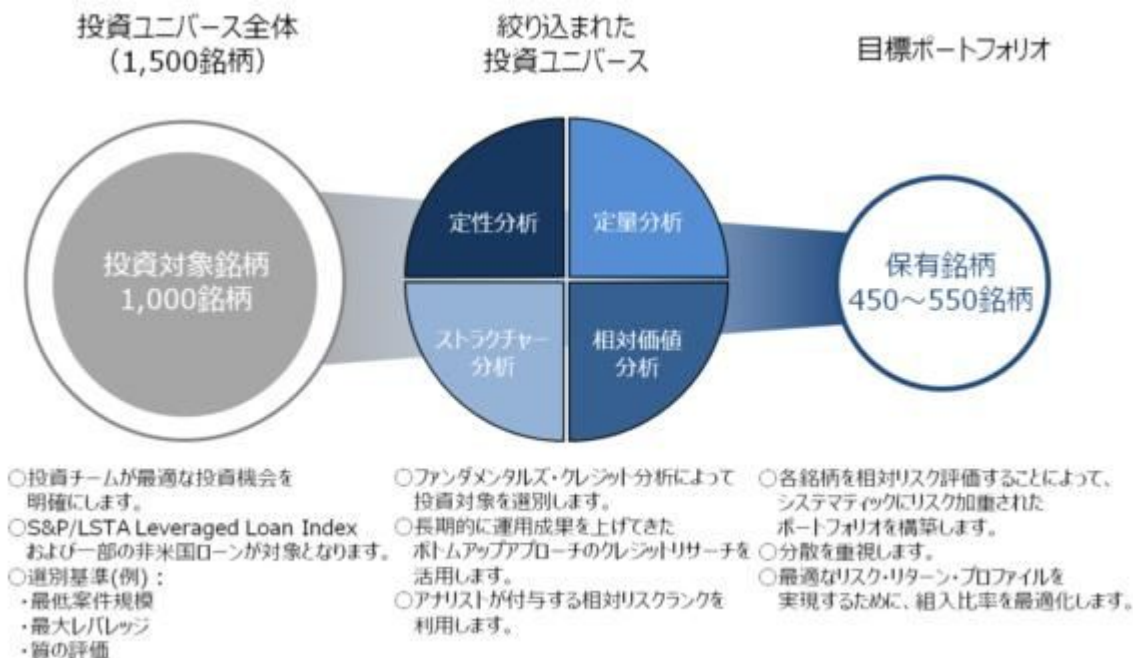 投資ユニバース全体
（1,500銘柄）
絞り込まれた
投資ユニバース
目標ポートフォリオ
投資対象銘柄
1,000銘柄
定性分析
定量分析
ストラクチャー
分析
相対価値
分析
保有銘柄
450～550銘柄
○投資チームが最適な投資機会を
明確にします。
○S&P/LSTA Leveraged Loan Index
および一部の非米国ローンが対象となります。
○選別基準(例)：
・最低案件規模
・最大レバレッジ
・質の評価
○ファンダメンタルズ・クレジット分析によって
投資対象を選別します。
○長期的に運用成果を上げてきた
ボトムアップアプローチのクレジットリサーチを
活用します。
○アナリストが付与する相対リスクランクを
利用します。
○各銘柄を相対リスク評価することによって、
システマティックにリスク加重された
ポートフォリオを構築します。
○分散を重視します。
○最適なリスク・リターン・プロファイルを
実現するために、組入比率を最適化します。